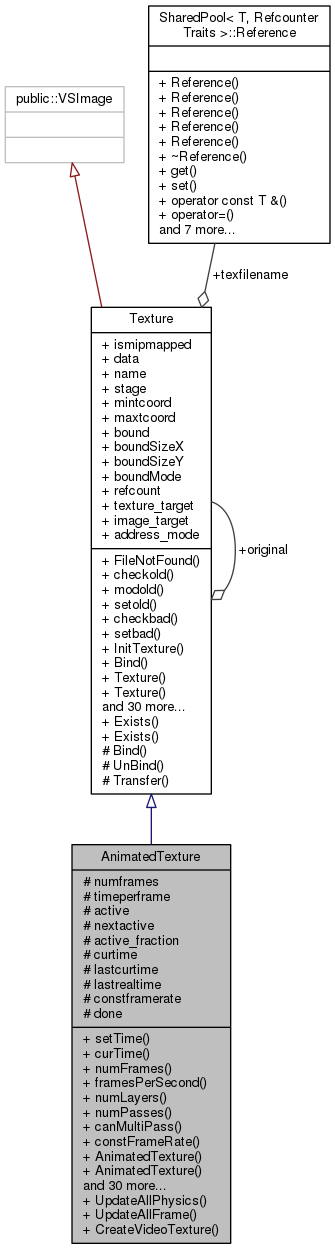 SharedPool< T, Refcounter
Traits >::Reference
+ Reference()
+ Reference()
+ Reference()
+ Reference()
+ Reference()
+ ~Reference()
+ get()
+ set()
+ operator const T &()
+ operator=()
and 7 more...
public::VSImage
+texfilename
Texture
+ ismipmapped
+ data
+ name
+ stage
+ mintcoord
+ maxtcoord
+ bound
+ boundSizeX
+ boundSizeY
+ boundMode
+ refcount
+ texture_target
+ image_target
+ address_mode
+ FileNotFound()
+ checkold()
+ modold()
+ setold()
+ checkbad()
+ setbad()
+ InitTexture()
+ Bind()
+ Texture()
+ Texture()
and 30 more...
+ Exists()
+ Exists()
# Bind()
# UnBind()
# Transfer()
+original
AnimatedTexture
# numframes
# timeperframe
# active
# nextactive
# active_fraction
# curtime
# lastcurtime
# lastrealtime
# constframerate
# done
+ setTime()
+ curTime()
+ numFrames()
+ framesPerSecond()
+ numLayers()
+ numPasses()
+ canMultiPass()
+ constFrameRate()
+ AnimatedTexture()
+ AnimatedTexture()
and 30 more...
+ UpdateAllPhysics()
+ UpdateAllFrame()
+ CreateVideoTexture()